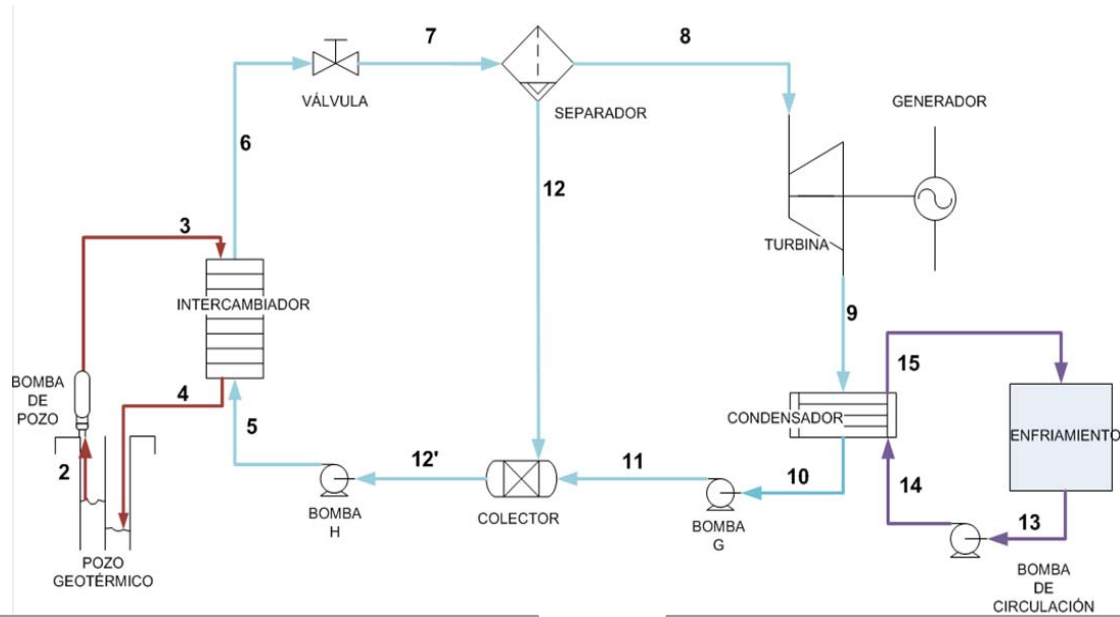 7
8
VÁLVULA
SEPARADOR
GENERADOR
6
12
3
TURBINA
INTERCAMBIADOR
9
15
BOMBA
DE
POZO
4
CONDENSADOR
ENFRIAMIENTO
5
2
12'
11
10
14
13
BOMBA
H
COLECTOR
BOMBA
G
POZO
GEOTÉRMICO
BOMBA
DE
CIRCULACIÓN